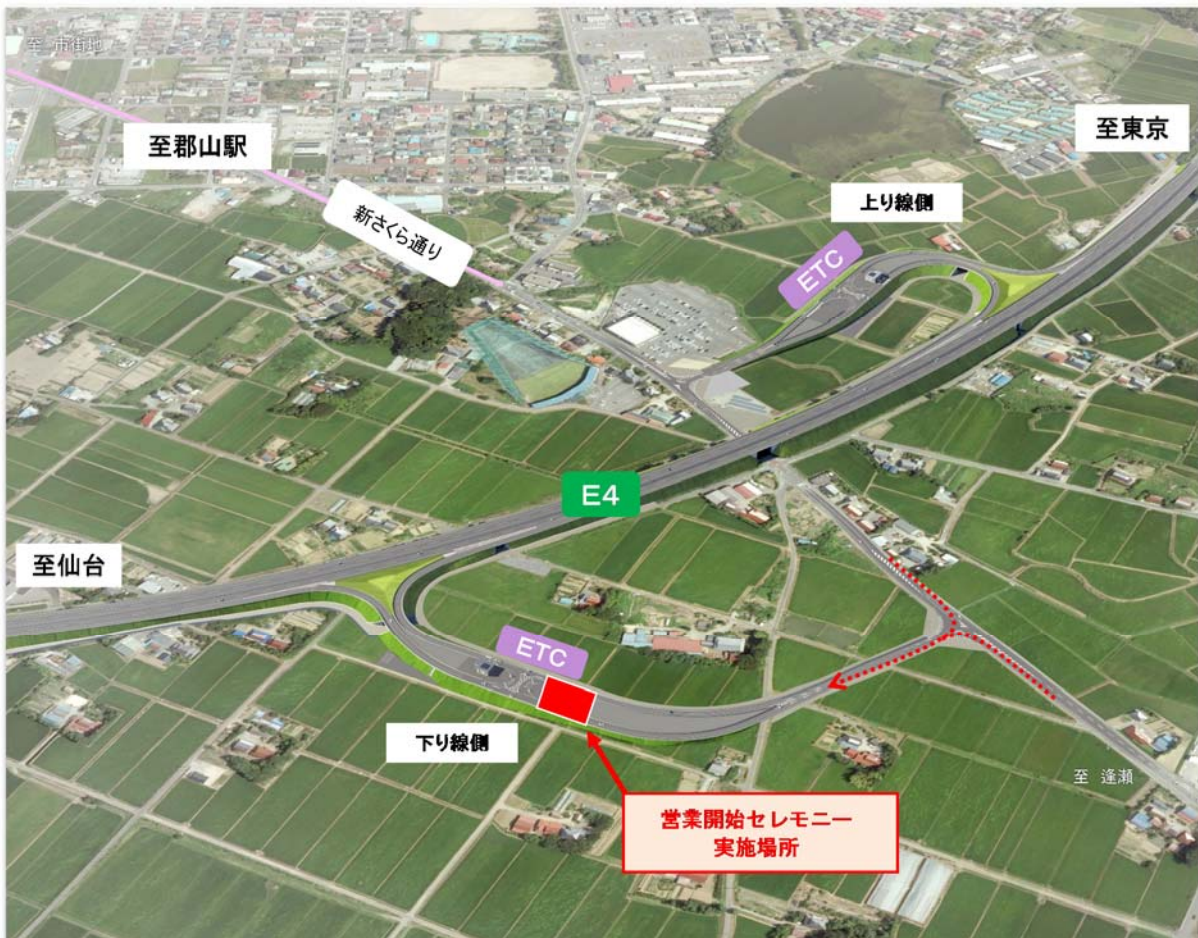 至 市街地
至郡山駅
新さくら通り
至東京
上り線側
ETC
E4
至仙台
ETC
下り線側
至 逢瀬
営業開始セレモニー
実施場所